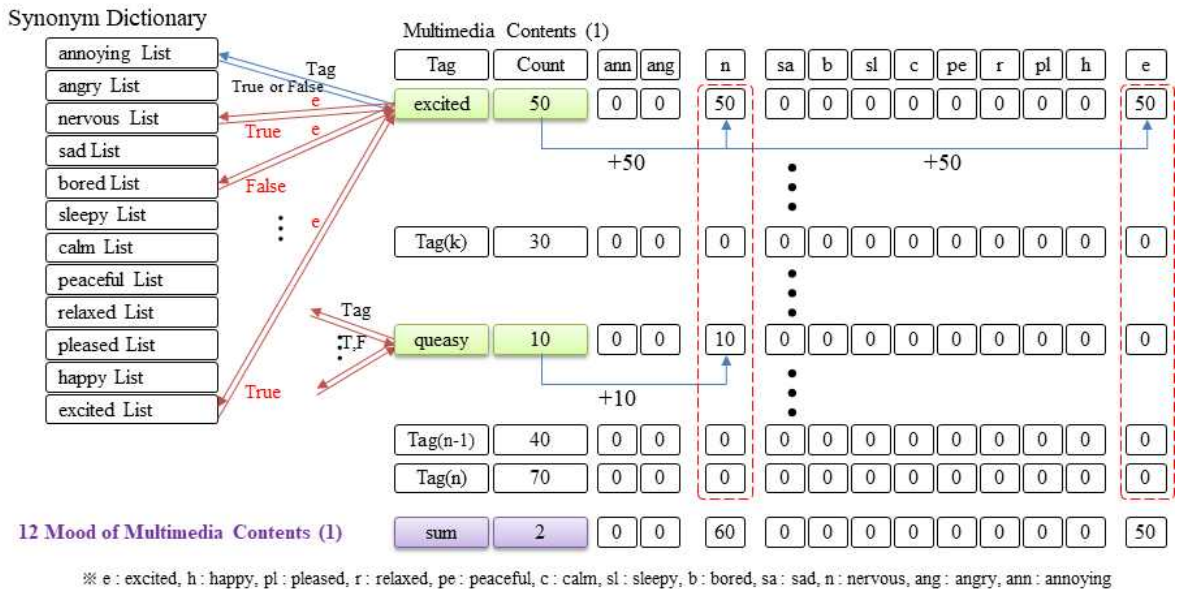 Synonym Dictionary
annoying List
angry List
nervous List
sad List
bored List
sleepy List
calm List
peaceful List
relaxed List
pleased List
happy List
excited List
Tag
True or False
e
True
e
False
e
Tag
T,F
True
Multimedia Contents (1)
Tag Count ann ang n sa b sl c pe r pl h e
excited 50 0 0 50 0 0 0 0 0 0 0 0 50
+50 +50
Tag(k) 30 0 0 0 0 0 0 0 0 0 0 0 0
queasy 10 0 0 10 0 0 0 0 0 0 0 0 0
+10
Tag(n-1) 40 0 0 0 0 0 0 0 0 0 0 0 0
Tag(n) 70 0 0 0 0 0 0 0 0 0 0 0 0
12 Mood of Multimedia Contents (1) sum 2 0 0 60 0 0 0 0 0 0 0 0 50
※ e : excited, h : happy, pl : pleased, r : relaxed, pe : peaceful, c : calm, sl : sleepy, b : bored, sa : sad, n : nervous, ang : angry, ann : annoying